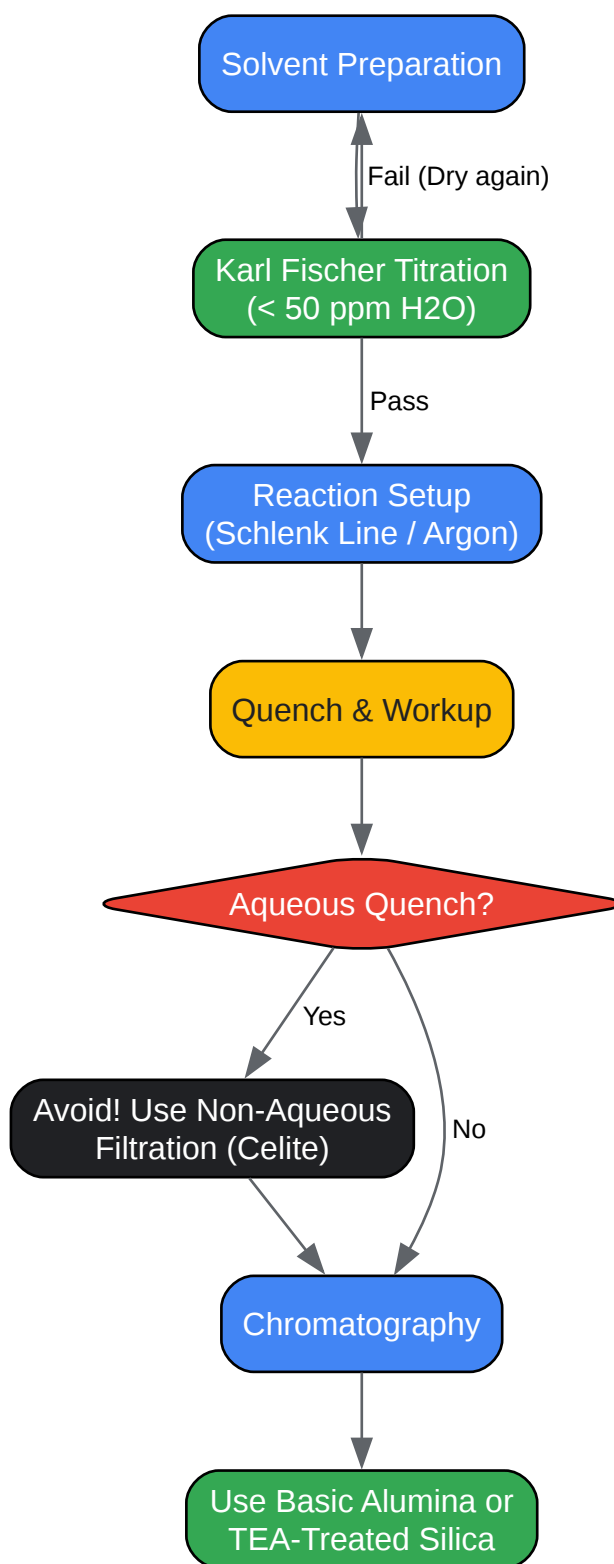 Solvent Preparation
Fail (Dry again)
Karl Fischer Titration
(< 50 ppm H2O)
Pass
Reaction Setup
(Schlenk Line / Argon)
Quench & Workup
Aqueous Quench?
Yes
Avoid! Use Non-Aqueous
Filtration (Celite)
No
Chromatography
Use Basic Alumina or
TEA-Treated Silica